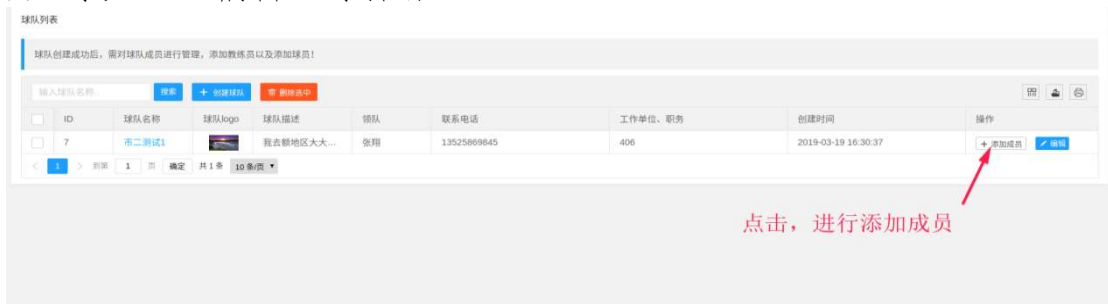 球队列表
球队创建成功后，需对球队成员进行管理，添加教练员以及添加球员！
输入球队名称. 搜索 + 创建球队 删除选中
ID 球队名称 球队logo 球队描述 领队 联系电话 工作单位、职务 创建时间 操作
7 市二测试1 我去额地区大大... 张翔 13525869845 406 2019-03-19 16:30:37 + 添加成员 编辑
< 1 > 到第 1 页 确定 共 1 条 10 条/页
点击，进行添加成员